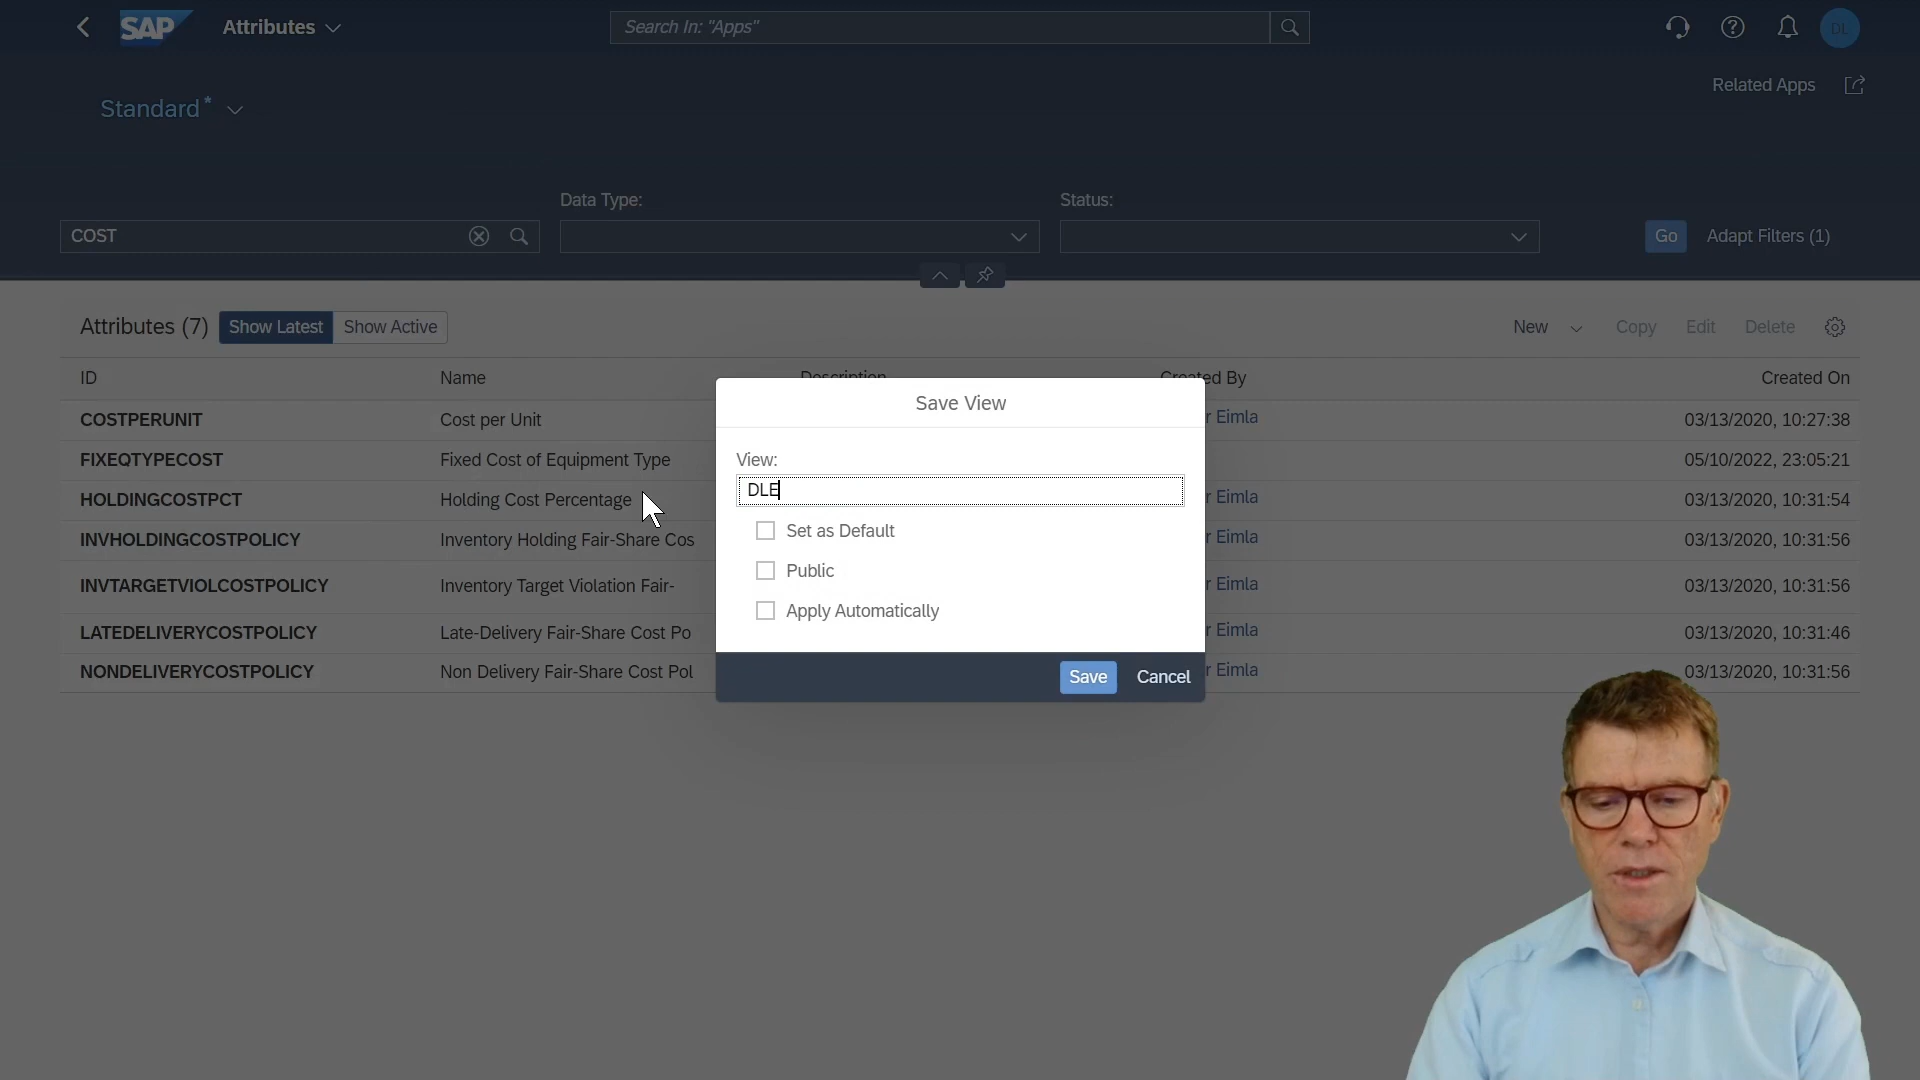 SAP Attributes
Search In: "Apps"
DL
Related Apps
Standard*
Data Type:
Status:
COST
Go
Adapt Filters (1)
Attributes (7) Show Latest Show Active
New Copy Edit Delete
ID Name Description Created By Created On
COSTPERUNIT Cost per Unit r Eimla 03/13/2020, 10:27:38
FIXEQTYPECOST Fixed Cost of Equipment Type 05/10/2022, 23:05:21
HOLDINGCOSTPCT Holding Cost Percentage r Eimla 03/13/2020, 10:31:54
INVHOLDINGCOSTPOLICY Inventory Holding Fair-Share Cos r Eimla 03/13/2020, 10:31:56
INVTARGETVIOLCOSTPOLICY Inventory Target Violation Fair- r Eimla 03/13/2020, 10:31:56
LATEDELIVERYCOSTPOLICY Late-Delivery Fair-Share Cost Po r Eimla 03/13/2020, 10:31:46
NONDELIVERYCOSTPOLICY Non Delivery Fair-Share Cost Pol r Eimla 03/13/2020, 10:31:56
Save View
View:
DLE
Set as Default
Public
Apply Automatically
Save Cancel